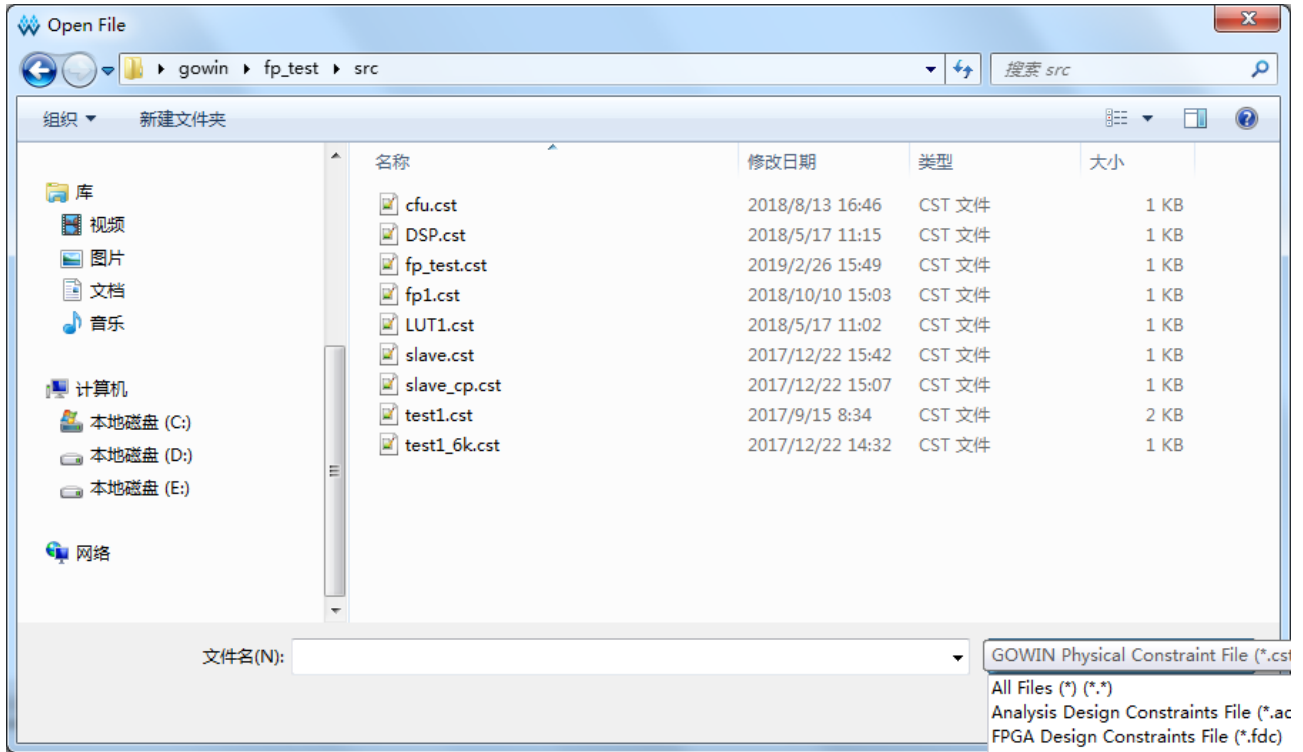 Open File
gowin fp_test src
搜索 src
组织 新建文件夹
名称 修改日期 类型 大小
库
视频
图片
文档
音乐
计算机
本地磁盘 (C:)
本地磁盘 (D:)
本地磁盘 (E:)
网络
cfu.cst 2018/8/13 16:46 CST 文件 1 KB
DSP.cst 2018/5/17 11:15 CST 文件 1 KB
fp_test.cst 2019/2/26 15:49 CST 文件 1 KB
fp1.cst 2018/10/10 15:03 CST 文件 1 KB
LUT1.cst 2018/5/17 11:02 CST 文件 1 KB
slave.cst 2017/12/22 15:42 CST 文件 1 KB
slave_cp.cst 2017/12/22 15:07 CST 文件 1 KB
test1.cst 2017/9/15 8:34 CST 文件 2 KB
test1_6k.cst 2017/12/22 14:32 CST 文件 1 KB
文件名(N):
GOWIN Physical Constraint File (*.cst
All Files (*) (*.*)
Analysis Design Constraints File (*.ac
FPGA Design Constraints File (*.fdc)